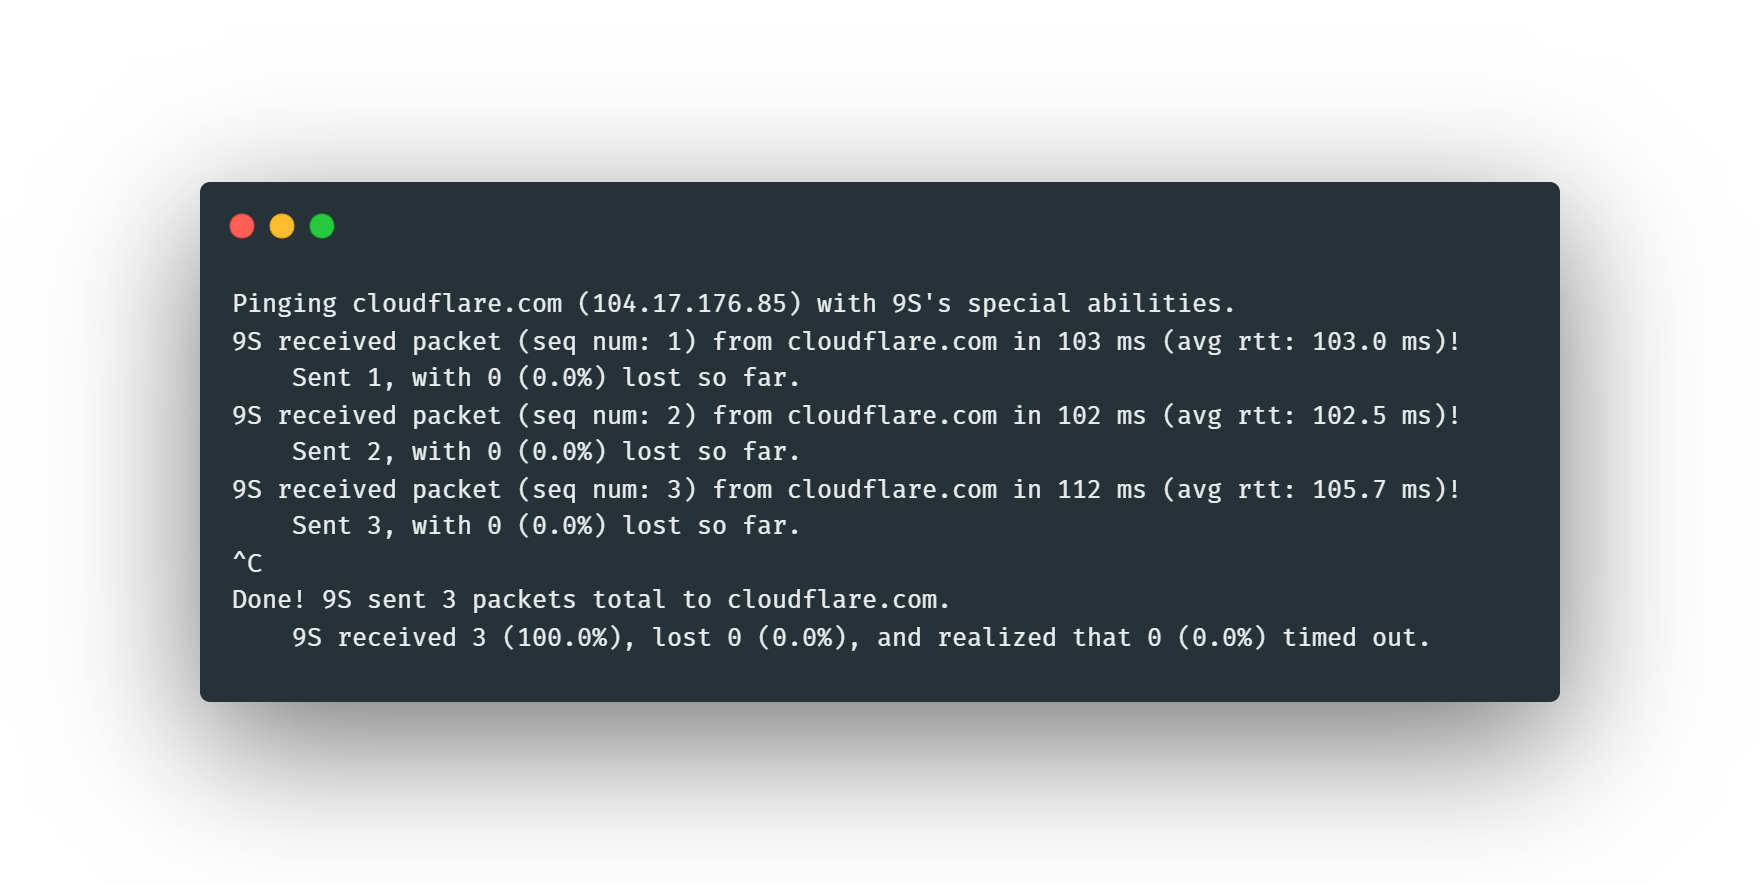 Pinging cloudflare.com (104.17.176.85) with 9S's special abilities.
9S received packet (seq num: 1) from cloudflare.com in 103 ms (avg rtt: 103.0 ms)!
    Sent 1, with 0 (0.0%) lost so far.
9S received packet (seq num: 2) from cloudflare.com in 102 ms (avg rtt: 102.5 ms)!
    Sent 2, with 0 (0.0%) lost so far.
9S received packet (seq num: 3) from cloudflare.com in 112 ms (avg rtt: 105.7 ms)!
    Sent 3, with 0 (0.0%) lost so far.
^C
Done! 9S sent 3 packets total to cloudflare.com.
    9S received 3 (100.0%), lost 0 (0.0%), and realized that 0 (0.0%) timed out.